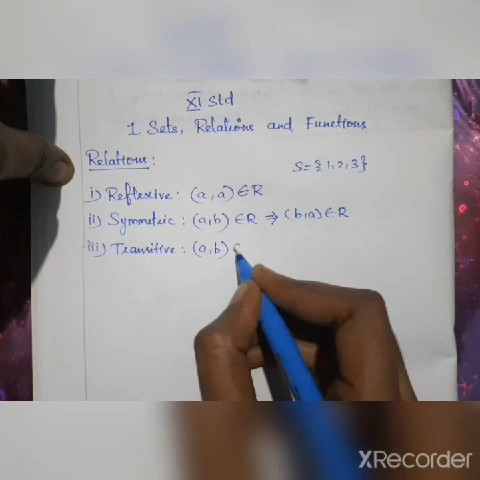 XI Std
1. Sets, Relations and Functions
Relations:
S={1,2,3}
i) Reflexive: (a,a)∈R
ii) Symmetric: (a,b)∈R ⇒ (b,a)∈R
iii) Transitive: (a,b)
XRecorder